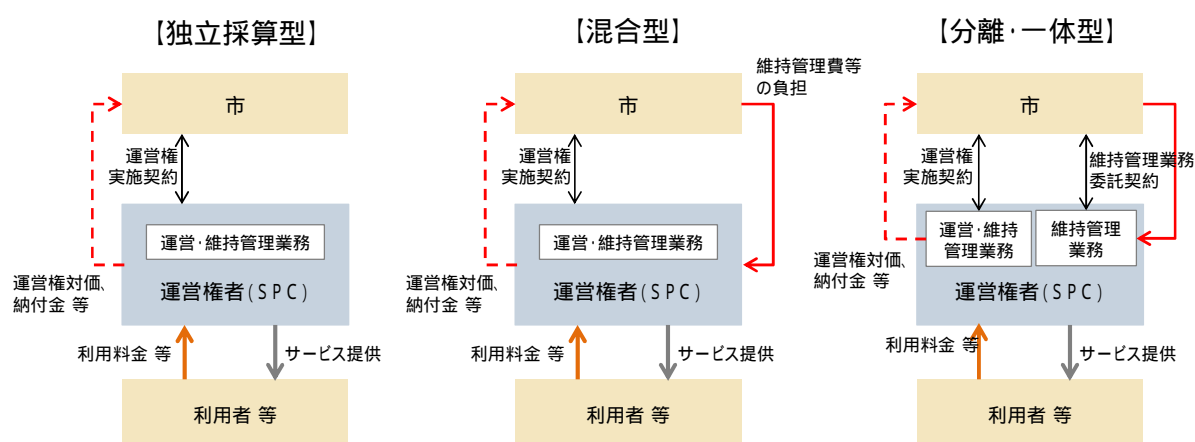 【独立採算型】
市
運営権
実施契約
運営･維持管理業務
運営権対価、
納付金 等
運営権者(SPC)
利用料金 等
サービス提供
利用者 等
【混合型】
維持管理費等
の負担
市
運営権
実施契約
運営･維持管理業務
運営権対価、
納付金 等
運営権者(SPC)
利用料金 等
サービス提供
利用者 等
【分離･一体型】
市
運営権
実施契約
維持管理業務
委託契約
運営･維持
管理業務
維持管理
業務
運営権対価、
納付金 等
運営権者(SPC)
利用料金 等
サービス提供
利用者 等